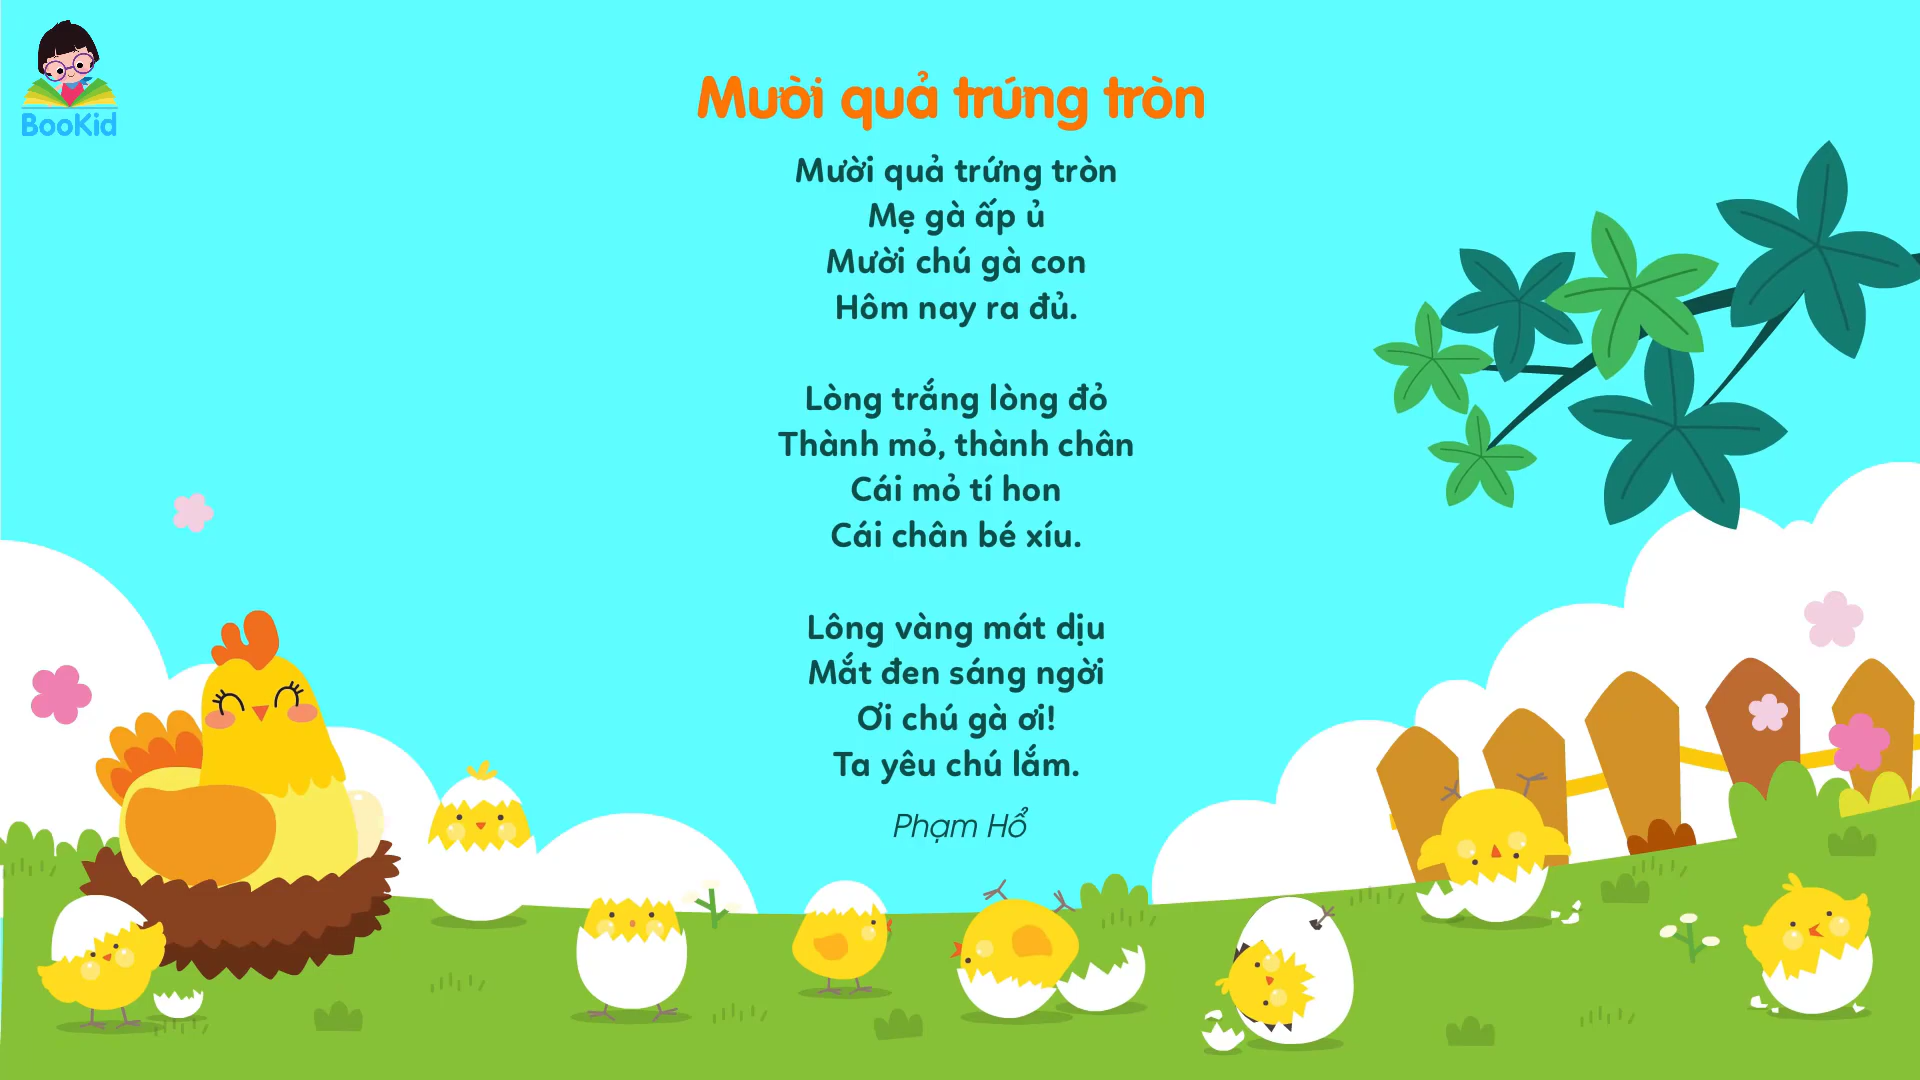 BooKid
Mười quả trứng tròn
Mười quả trứng tròn
Mẹ gà ấp ủ
Mười chú gà con
Hôm nay ra đủ.
Lòng trắng lòng đỏ
Thành mỏ, thành chân
Cái mỏ tí hon
Cái chân bé xíu.
Lông vàng mát dịu
Mắt đen sáng ngời
Ơi chú gà ơi!
Ta yêu chú lắm.
Phạm Hổ